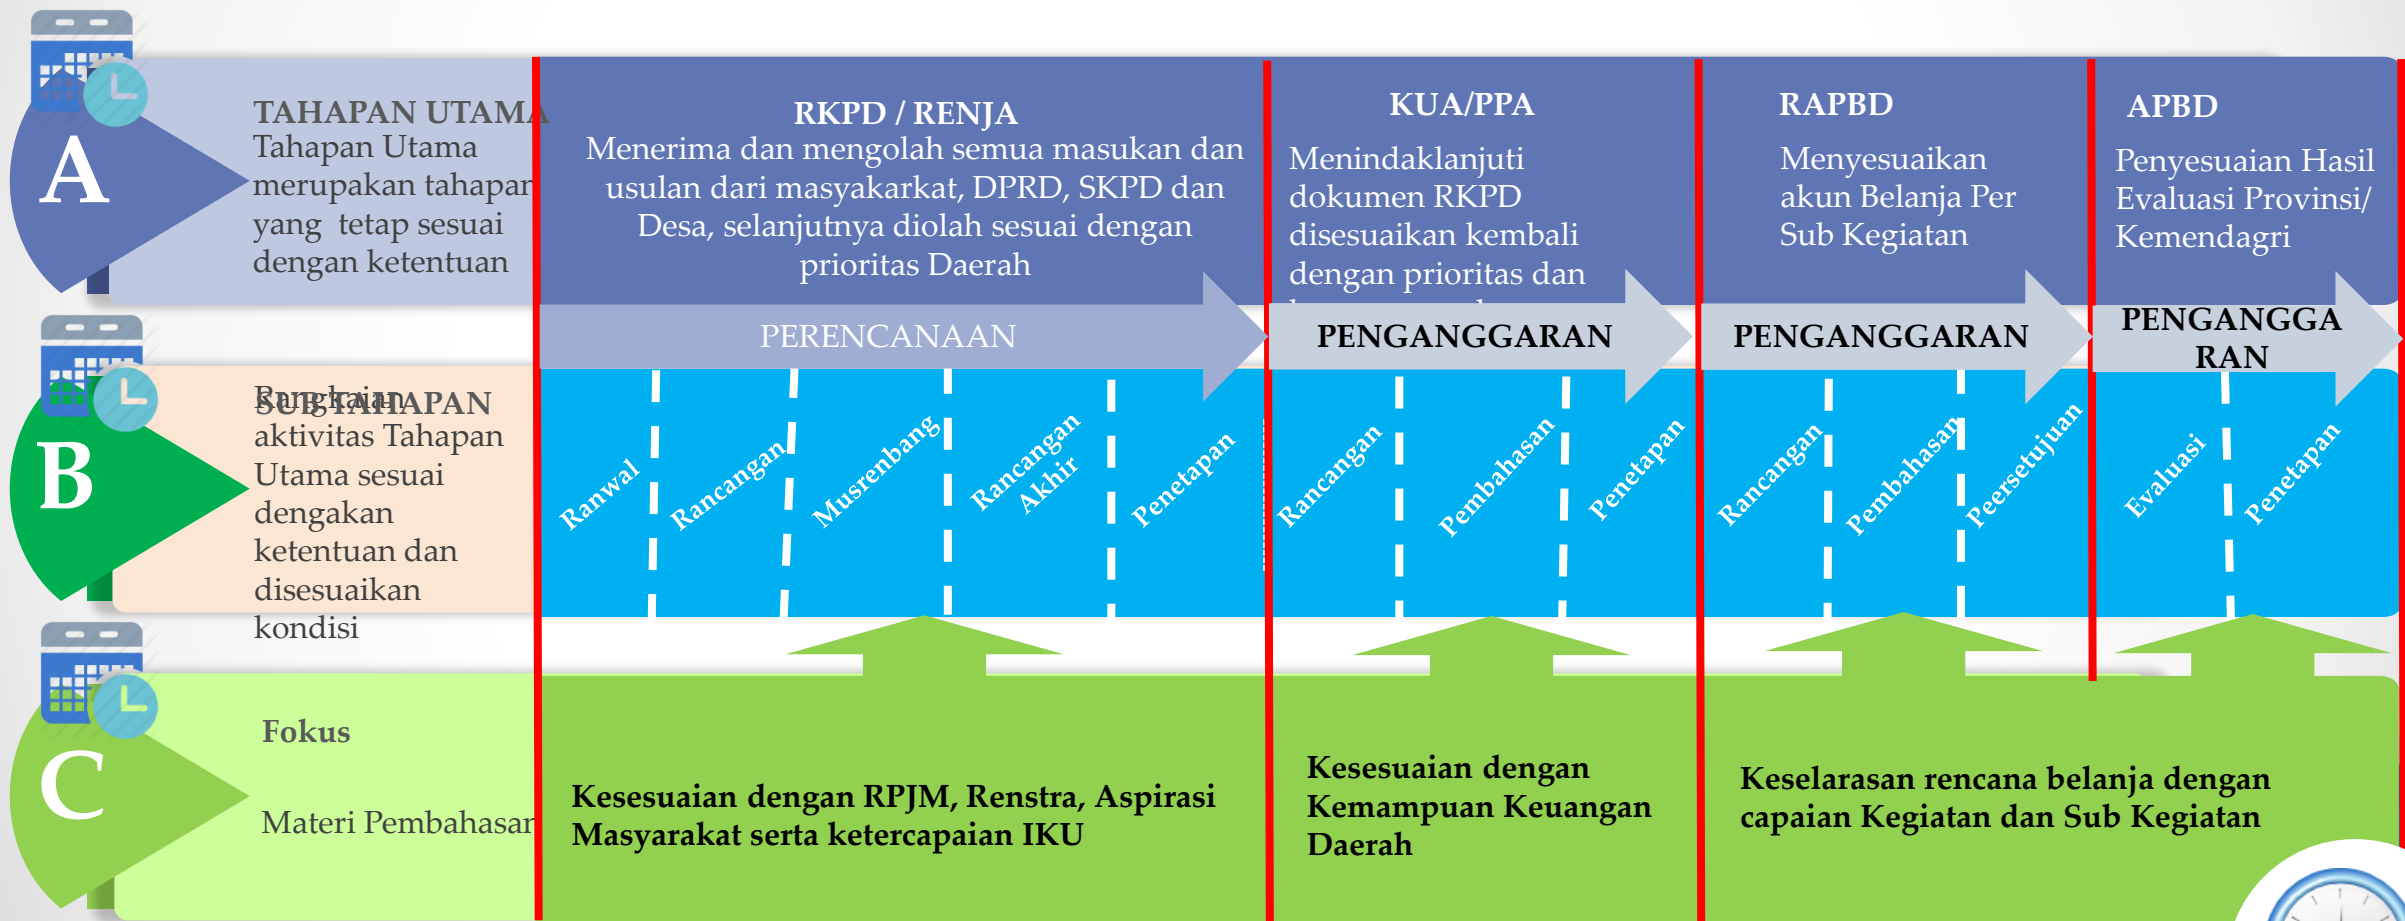 A
TAHAPAN UTAMA
Tahapan Utama
merupakan tahapan
yang tetap sesuai
dengan ketentuan
RKPD / RENJA
Menerima dan mengolah semua masukan dan
usulan dari masyakarkat, DPRD, SKPD dan
Desa, selanjutnya diolah sesuai dengan
prioritas Daerah
KUA/PPA
Menindaklanjuti
dokumen RKPD
disesuaikan kembali
dengan prioritas dan
RAPBD
Menyesuaikan
akun Belanja Per
Sub Kegiatan
APBD
Penyesuaian Hasil
Evaluasi Provinsi/
Kemendagri
PERENCANAAN
PENGANGGARAN
PENGANGGARAN
PENGANGGA
RAN
B
SUB TAHAPAN
Rangkaian
aktivitas Tahapan
Utama sesuai
dengakan
ketentuan dan
disesuaikan
kondisi
Ranwal
Rancangan
Musrenbang
Rancangan
Akhir
Penetapan
Rancangan
Pembahasan
Penetapan
Rancangan
Pembahasan
Peersetujuan
Evaluasi
Penetapan
C
Fokus
Materi Pembahasan
Kesesuaian dengan RPJM, Renstra, Aspirasi
Masyarakat serta ketercapaian IKU
Kesesuaian dengan
Kemampuan Keuangan
Daerah
Keselarasan rencana belanja dengan
capaian Kegiatan dan Sub Kegiatan